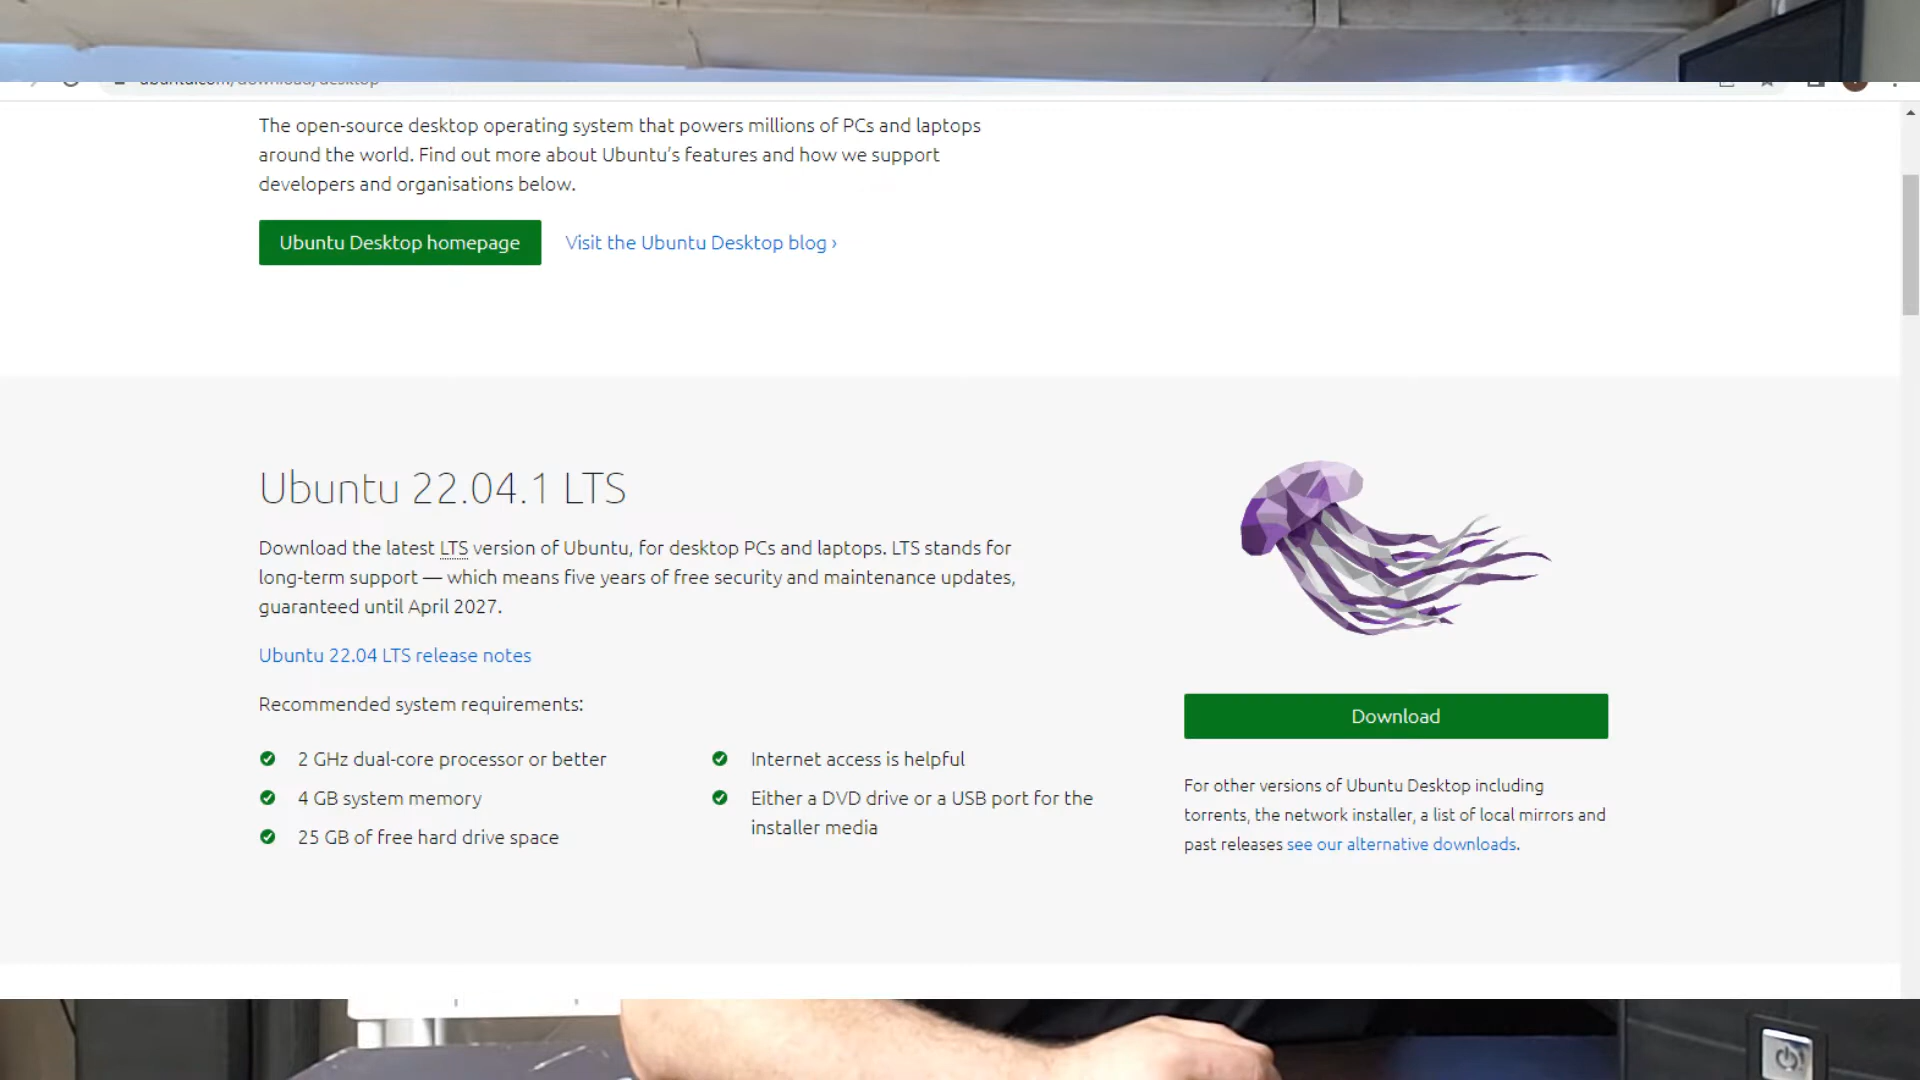 ubuntu.com/download/desktop
The open-source desktop operating system that powers millions of PCs and laptops
around the world. Find out more about Ubuntu's features and how we support
developers and organisations below.
Ubuntu Desktop homepage
Visit the Ubuntu Desktop blog ›
Ubuntu 22.04.1 LTS
Download the latest LTS version of Ubuntu, for desktop PCs and laptops. LTS stands for
long-term support — which means five years of free security and maintenance updates,
guaranteed until April 2027.
Ubuntu 22.04 LTS release notes
Recommended system requirements:
2 GHz dual-core processor or better
4 GB system memory
25 GB of free hard drive space
Internet access is helpful
Either a DVD drive or a USB port for the
installer media
Download
For other versions of Ubuntu Desktop including
torrents, the network installer, a list of local mirrors and
past releases see our alternative downloads.